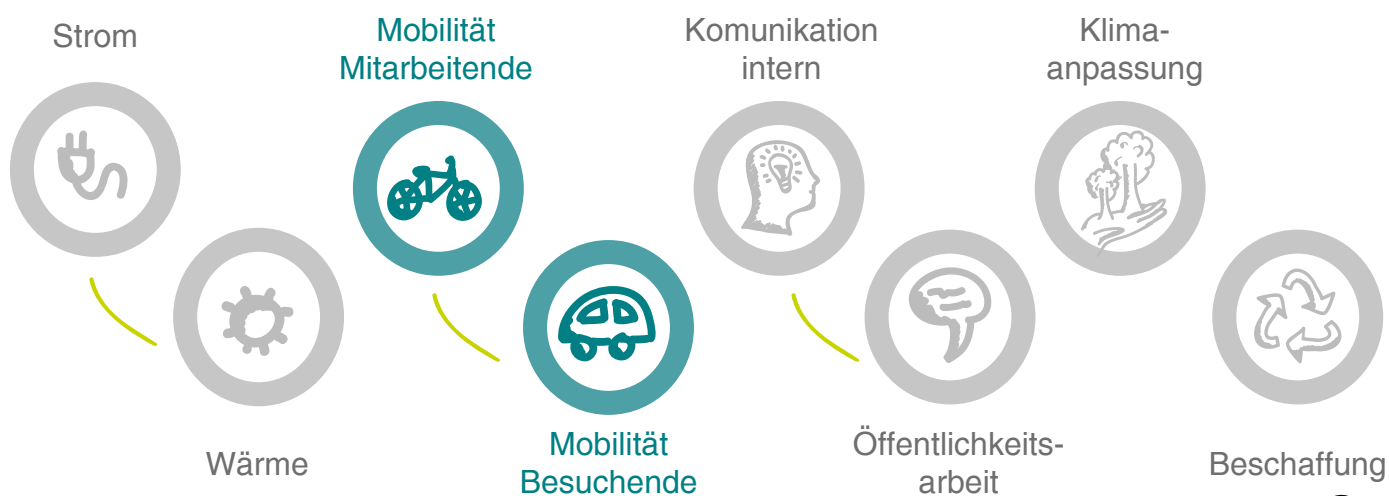 Strom
Mobilität
Mitarbeitende
Komunikation
intern
Klima-
anpassung
Wärme
Mobilität
Besuchende
Öffentlichkeits-
arbeit
Beschaffung